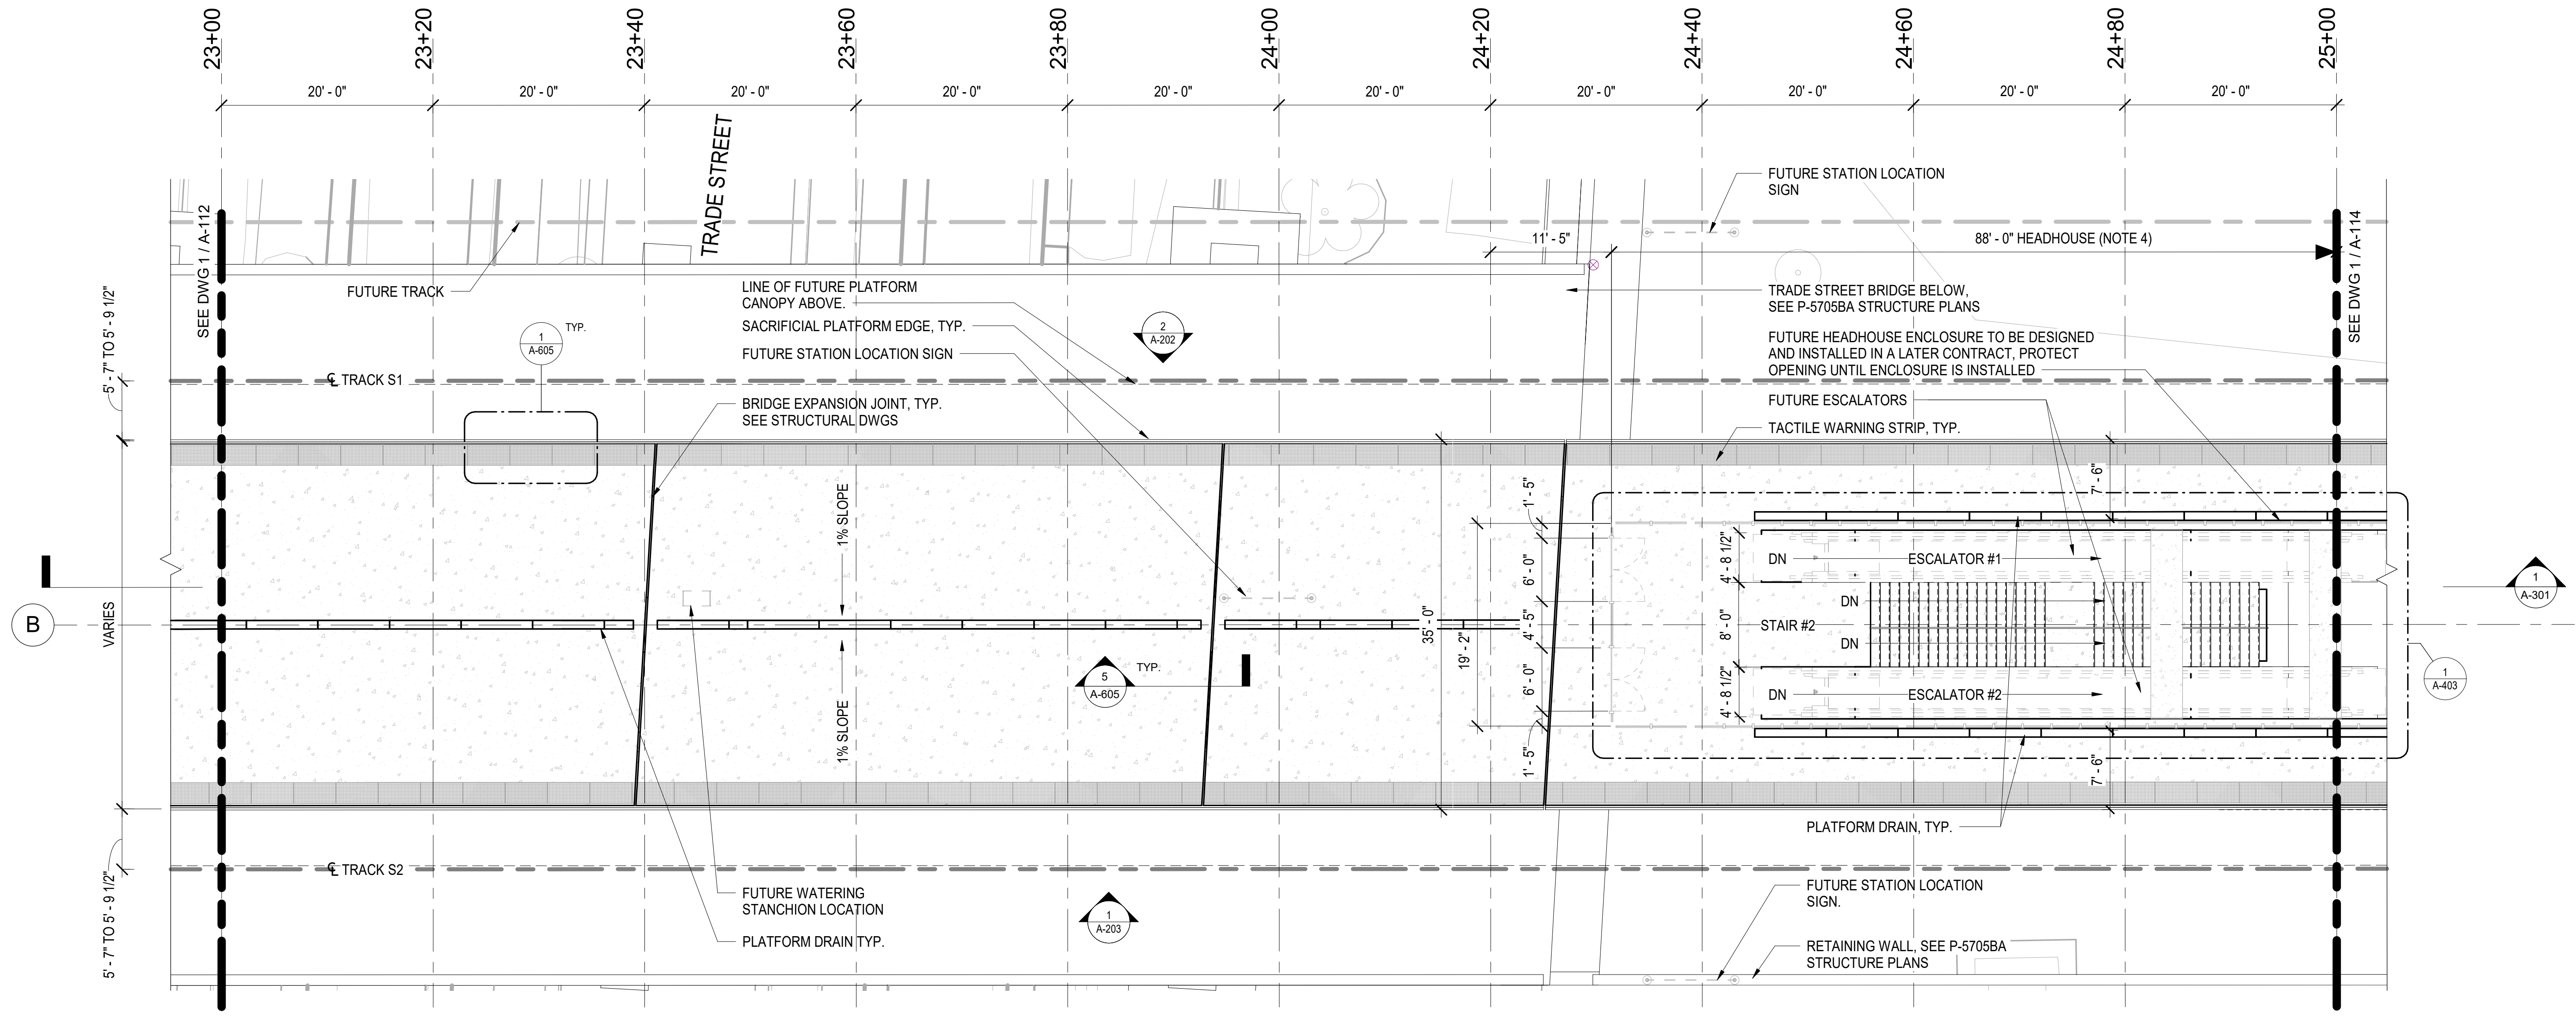 23+00
23+20
23+40
23+60
23+80
24+00
24+20
24+40
24+60
24+80
25+00
20' - 0"
20' - 0"
20' - 0"
20' - 0"
20' - 0"
20' - 0"
20' - 0"
20' - 0"
20' - 0"
20' - 0"
TRADE STREET
SEE DWG 1 / A-112
SEE DWG 1 / A-114
FUTURE STATION LOCATION
SIGN
11' - 5"
88' - 0" HEADHOUSE (NOTE 4)
FUTURE TRACK
LINE OF FUTURE PLATFORM
CANOPY ABOVE.
SACRIFICIAL PLATFORM EDGE, TYP.
FUTURE STATION LOCATION SIGN
TRADE STREET BRIDGE BELOW,
SEE P-5705BA STRUCTURE PLANS
FUTURE HEADHOUSE ENCLOSURE TO BE DESIGNED
AND INSTALLED IN A LATER CONTRACT, PROTECT
OPENING UNTIL ENCLOSURE IS INSTALLED
1
A-605
TYP.
2
A-202
5' - 7" TO 5' - 9 1/2"
℄ TRACK S1
BRIDGE EXPANSION JOINT, TYP.
SEE STRUCTURAL DWGS
FUTURE ESCALATORS
TACTILE WARNING STRIP, TYP.
7' - 6"
1% SLOPE
1' - 5"
6' - 0"
4' - 5"
6' - 0"
1' - 5"
35' - 0"
19' - 2"
4' - 8 1/2"
8' - 0"
4' - 8 1/2"
DN
ESCALATOR #1
DN
STAIR #2
DN
DN
ESCALATOR #2
B
VARIES
1
A-301
5
A-605
TYP.
1
A-403
1% SLOPE
7' - 6"
PLATFORM DRAIN, TYP.
℄ TRACK S2
5' - 7" TO 5' - 9 1/2"
FUTURE WATERING
STANCHION LOCATION
PLATFORM DRAIN TYP.
1
A-203
FUTURE STATION LOCATION
SIGN.
RETAINING WALL, SEE P-5705BA
STRUCTURE PLANS